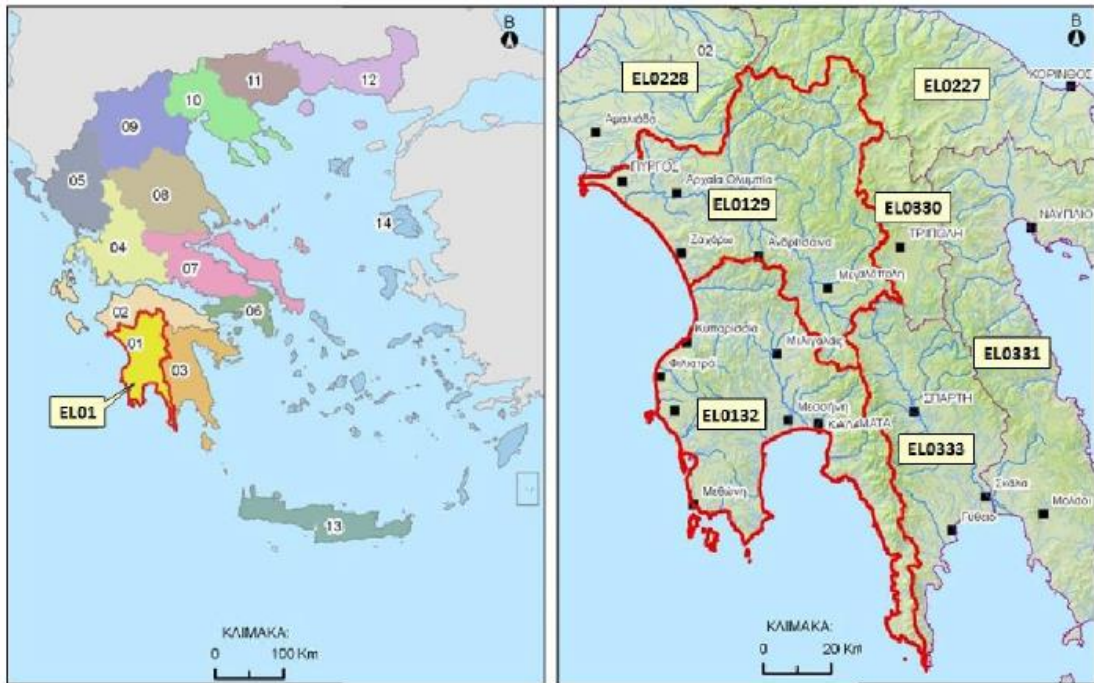 Β
11
12
10
09
05
08
14
04
07
06
02
01
03
EL01
13
ΚΛΙΜΑΚΑ:
0 100 Km
Β
02
EL0228
EL0227
ΚΟΡΙΝΘΟΣ
Αμαλιάδα
ΠΥΡΓΟΣ
Αρχαία Ολυμπία
EL0129
EL0330
ΝΑΥΠΛΙΟ
ΤΡΙΠΟΛΗ
Ζαχάρω
Ανδρίτσαινα
Μεγαλόπολη
Κυπαρισσία
Μελιγαλάς
EL0331
Φιλιατρά
ΣΠΑΡΤΗ
EL0132
Μεσσήνη
ΚΑΛΑΜΑΤΑ
EL0333
Σκάλα
Μεθώνη
Μολάοι
Γύθειο
ΚΛΙΜΑΚΑ:
0 20 Km